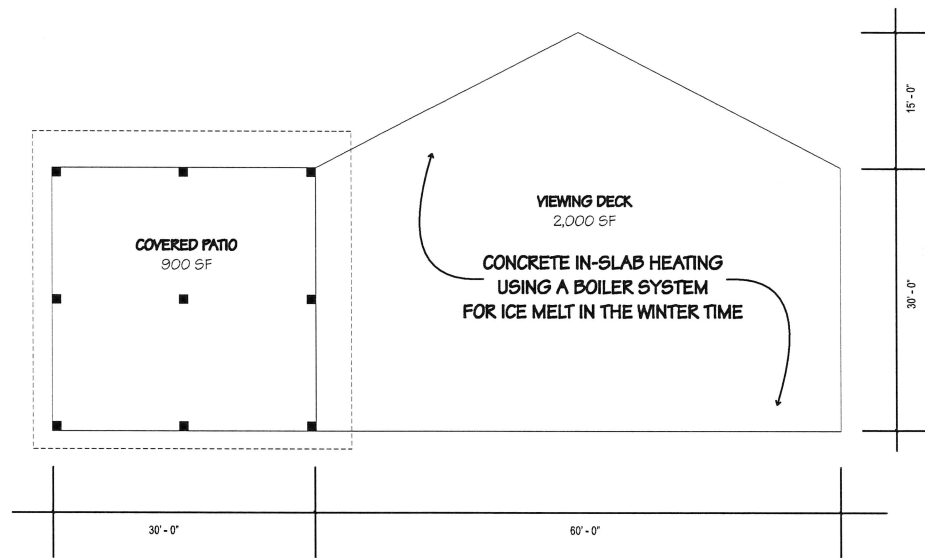 15' - 0"
VIEWING DECK
2,000 SF
COVERED PATIO
900 SF
CONCRETE IN-SLAB HEATING
USING A BOILER SYSTEM
FOR ICE MELT IN THE WINTER TIME
30' - 0"
30' - 0"
60' - 0"